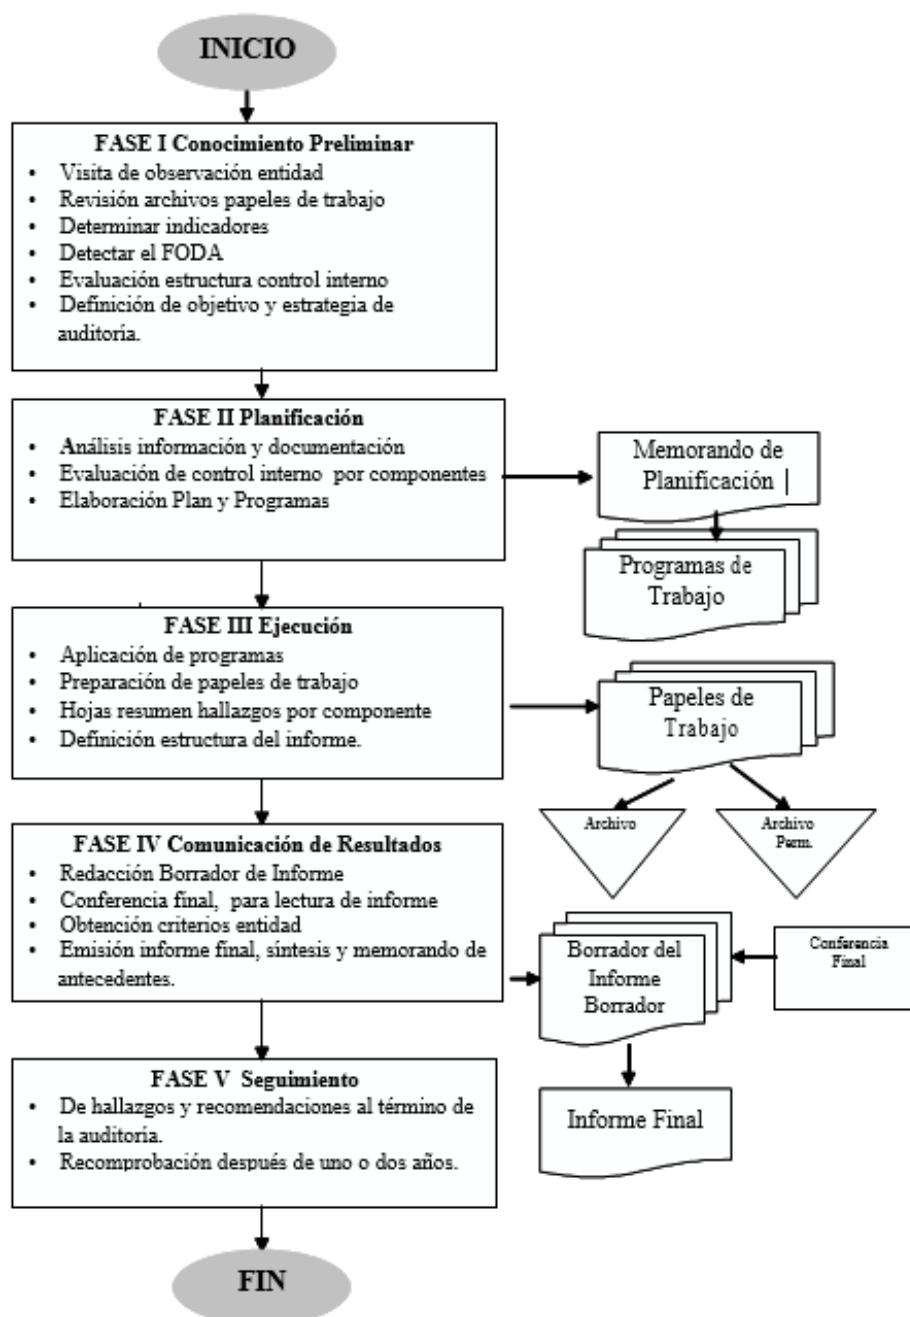 INICIO
FASE I Conocimiento Preliminar
• Visita de observación entidad
• Revisión archivos papeles de trabajo
• Determinar indicadores
• Detectar el FODA
• Evaluación estructura control interno
• Definición de objetivo y estrategia de
auditoría.
FASE II Planificación
• Análisis información y documentación
• Evaluación de control interno por componentes
• Elaboración Plan y Programas
Memorando de
Planificación
Programas de
Trabajo
FASE III Ejecución
• Aplicación de programas
• Preparación de papeles de trabajo
• Hojas resumen hallazgos por componente
• Definición estructura del informe.
Papeles de
Trabajo
Archivo
Archivo
Perm.
FASE IV Comunicación de Resultados
• Redacción Borrador de Informe
• Conferencia final, para lectura de informe
• Obtención criterios entidad
• Emisión informe final, síntesis y memorando de
antecedentes.
Borrador del
Informe
Borrador
Conferencia
Final
FASE V Seguimiento
• De hallazgos y recomendaciones al término de
la auditoría.
• Recomprobación después de uno o dos años.
Informe Final
FIN